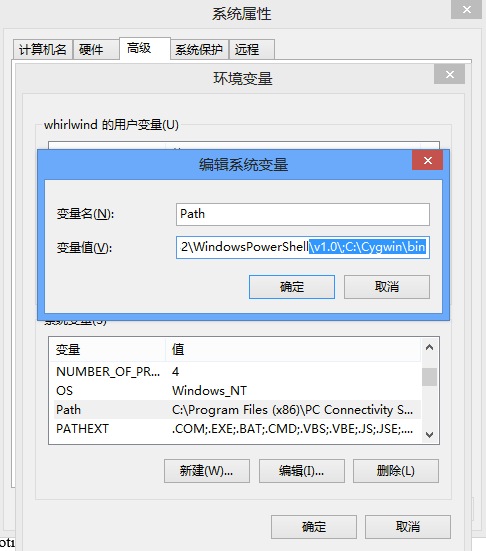 系统属性
计算机名 硬件 高级 系统保护 远程
环境变量
whirlwind 的用户变量(U)
编辑系统变量
变量名(N): Path
变量值(V): 2\WindowsPowerShell\v1.0\;C:\Cygwin\bin
确定 取消
系统变量(S)
变量 值
NUMBER_OF_PR... 4
OS Windows_NT
Path C:\Program Files (x86)\PC Connectivity S...
PATHEXT .COM;.EXE;.BAT;.CMD;.VBS;.VBE;.JS;.JSE;....
新建(W)... 编辑(I)... 删除(L)
确定 取消